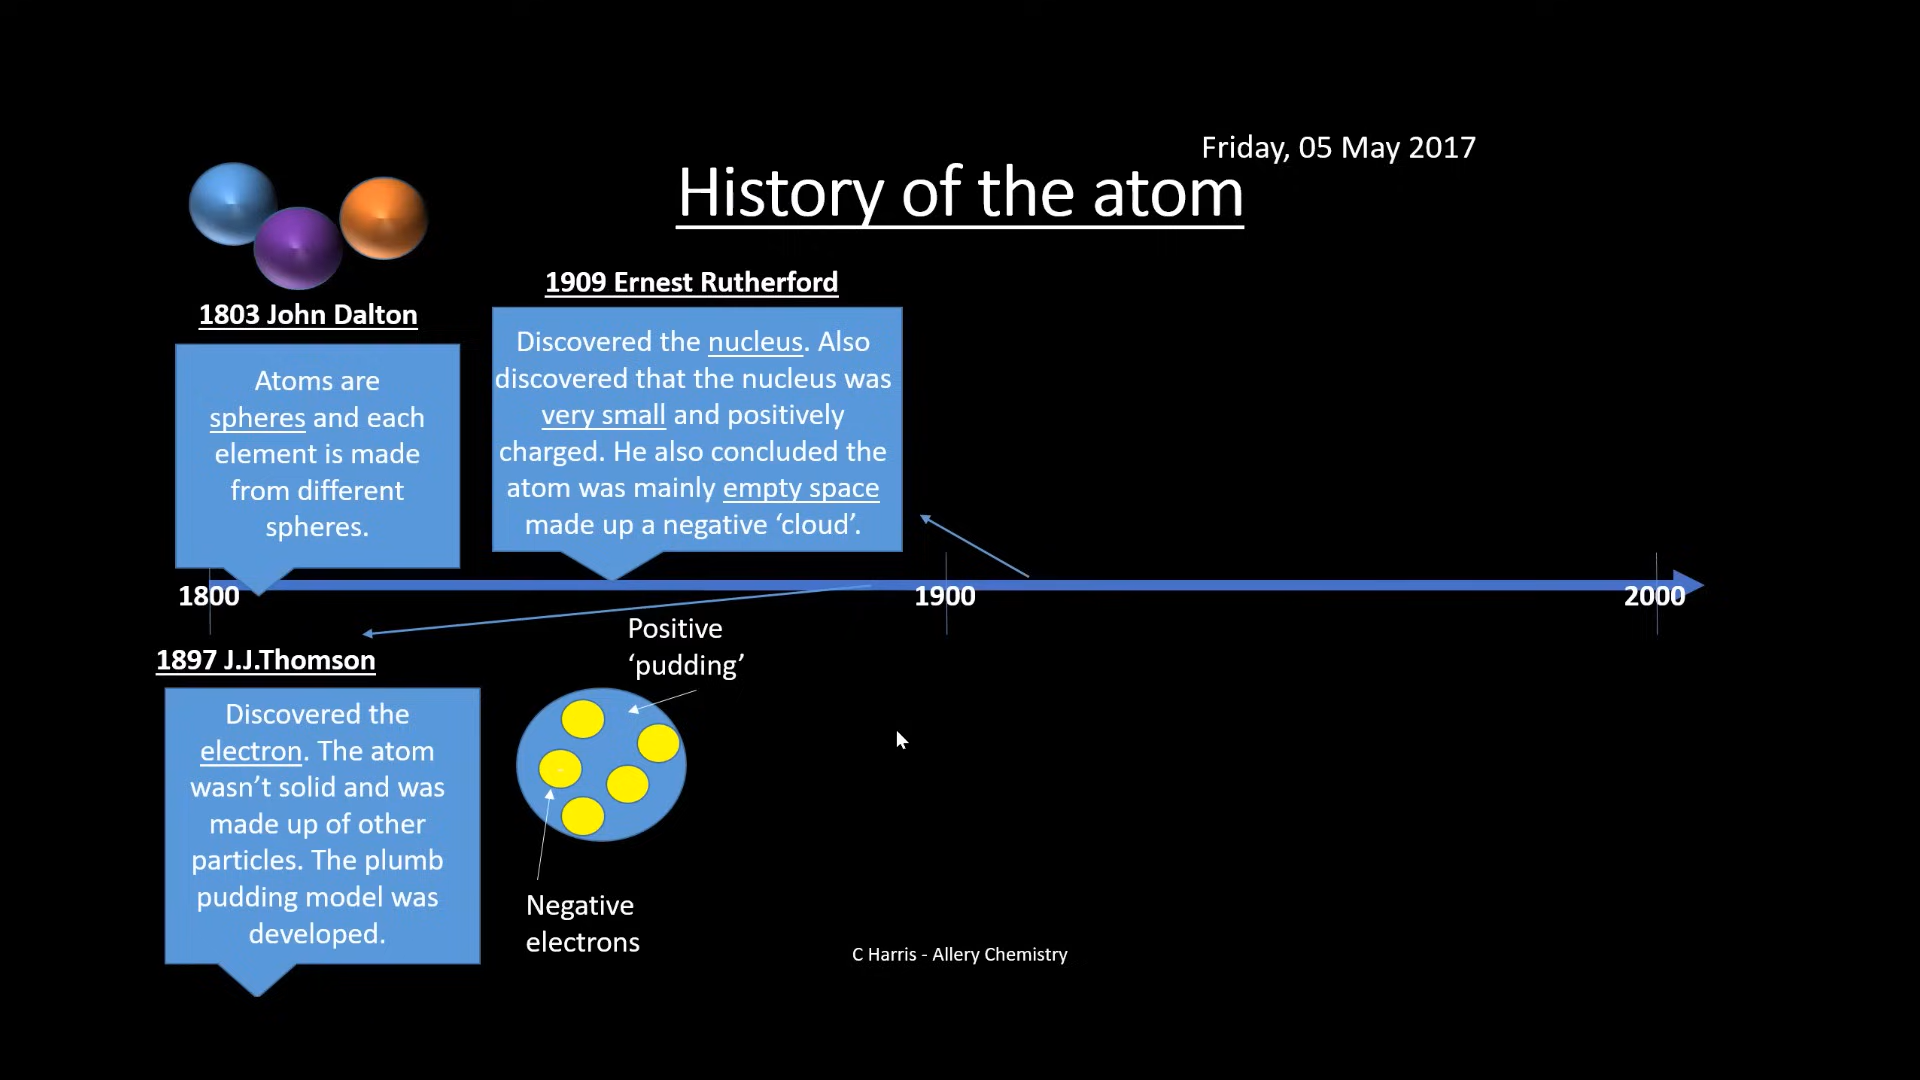 Friday, 05 May 2017
History of the atom
1803 John Dalton
Atoms are
spheres and each
element is made
from different
spheres.
1909 Ernest Rutherford
Discovered the nucleus. Also
discovered that the nucleus was
very small and positively
charged. He also concluded the
atom was mainly empty space
made up a negative ‘cloud’.
1800
1900
2000
1897 J.J.Thomson
Discovered the
electron. The atom
wasn’t solid and was
made up of other
particles. The plumb
pudding model was
developed.
Positive
‘pudding’
Negative
electrons
C Harris - Allery Chemistry